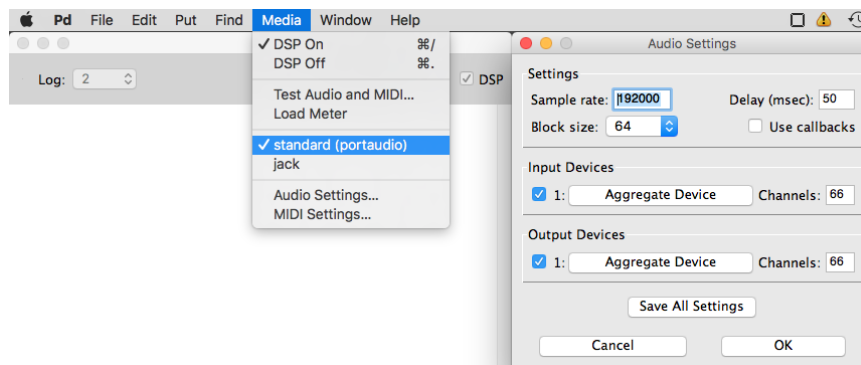 Pd File Edit Put Find Media Window Help
✓ DSP On ⌘/
DSP Off ⌘.
Test Audio and MIDI...
Load Meter
✓ standard (portaudio)
jack
Audio Settings...
MIDI Settings...
Log: 2
DSP
Audio Settings
Settings
Sample rate: 192000 Delay (msec): 50
Block size: 64 Use callbacks
Input Devices
1: Aggregate Device Channels: 66
Output Devices
1: Aggregate Device Channels: 66
Save All Settings
Cancel OK